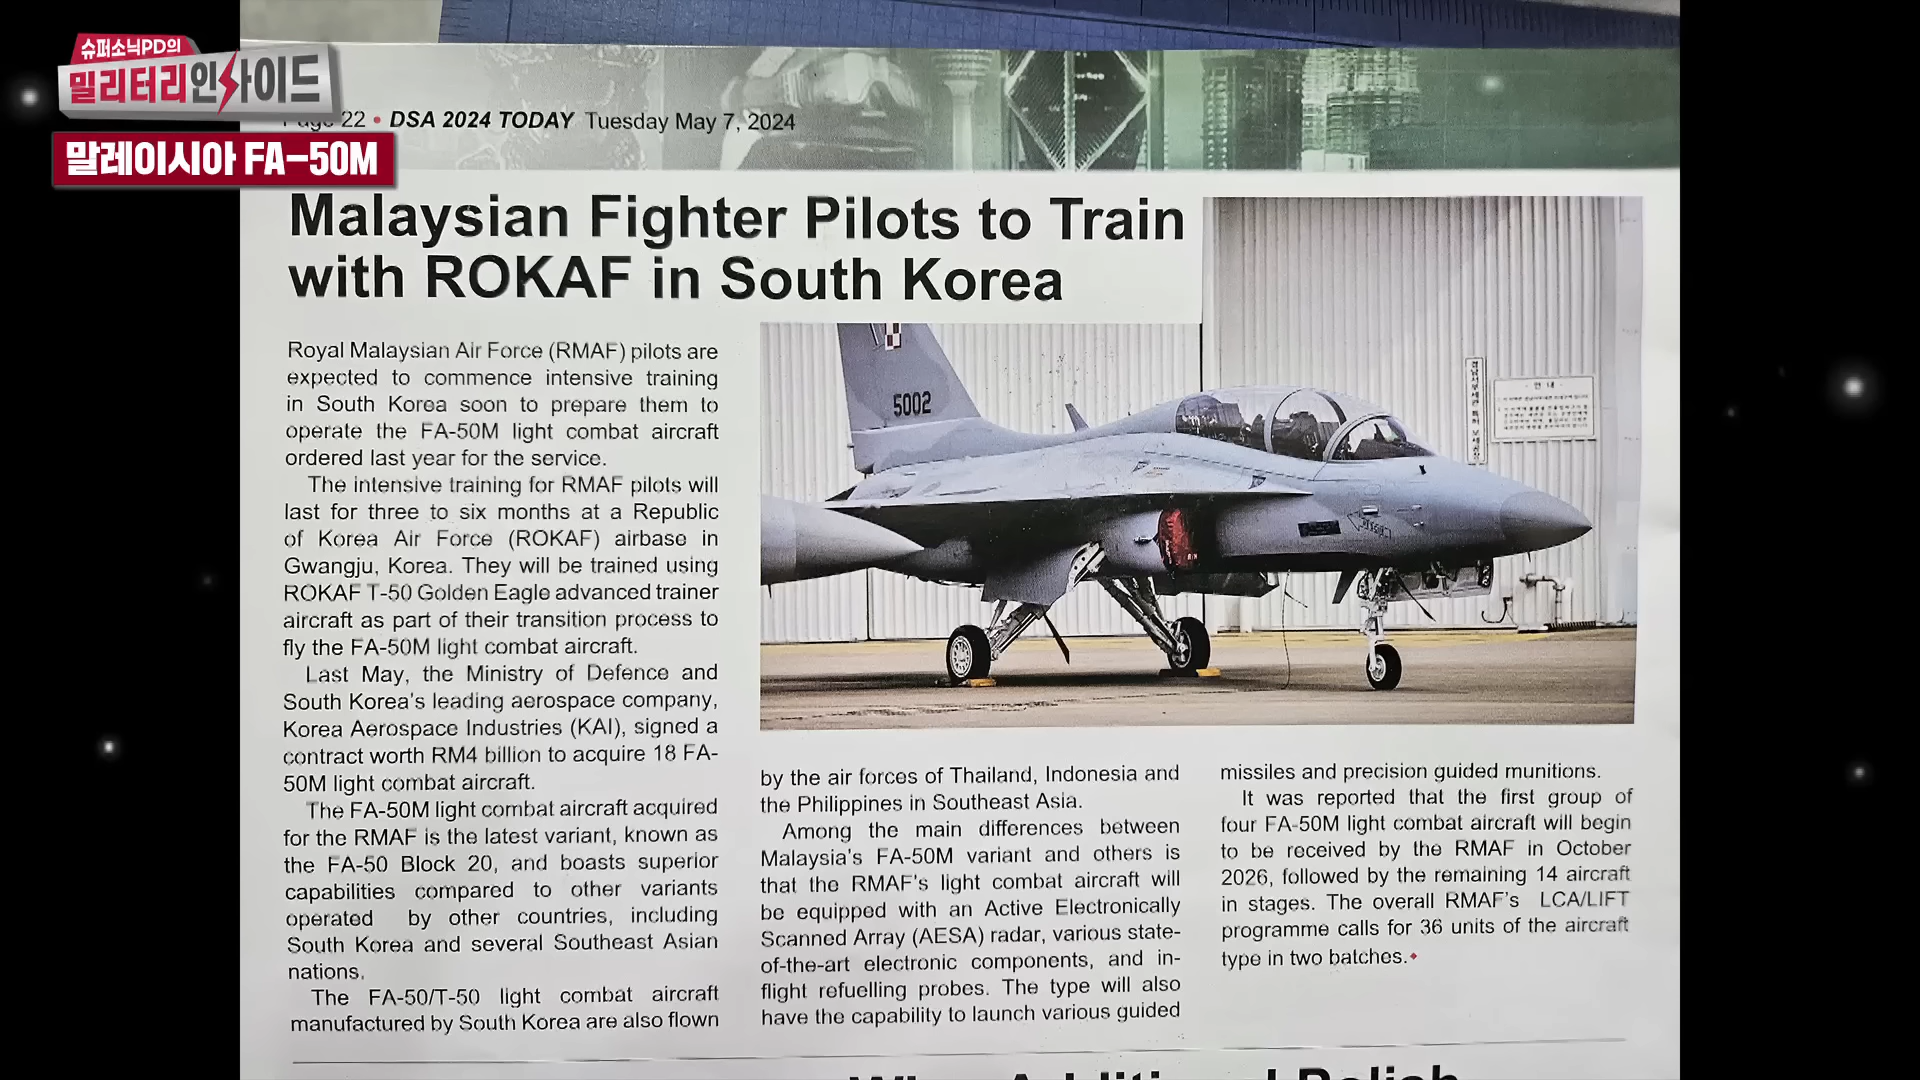 슈퍼소닉PD의
밀리터리인사이드
말레이시아 FA-50M
Page 22 • DSA 2024 TODAY Tuesday May 7, 2024
Malaysian Fighter Pilots to Train
with ROKAF in South Korea
Royal Malaysian Air Force (RMAF) pilots are
expected to commence intensive training
in South Korea soon to prepare them to
operate the FA-50M light combat aircraft
ordered last year for the service.
The intensive training for RMAF pilots will
last for three to six months at a Republic
of Korea Air Force (ROKAF) airbase in
Gwangju, Korea. They will be trained using
ROKAF T-50 Golden Eagle advanced trainer
aircraft as part of their transition process to
fly the FA-50M light combat aircraft.
Last May, the Ministry of Defence and
South Korea's leading aerospace company,
Korea Aerospace Industries (KAI), signed a
contract worth RM4 billion to acquire 18 FA-
50M light combat aircraft.
The FA-50M light combat aircraft acquired
for the RMAF is the latest variant, known as
the FA-50 Block 20, and boasts superior
capabilities compared to other variants
operated by other countries, including
South Korea and several Southeast Asian
nations.
The FA-50/T-50 light combat aircraft
manufactured by South Korea are also flown
5002
안 내
by the air forces of Thailand, Indonesia and
the Philippines in Southeast Asia.
Among the main differences between
Malaysia's FA-50M variant and others is
that the RMAF's light combat aircraft will
be equipped with an Active Electronically
Scanned Array (AESA) radar, various state-
of-the-art electronic components, and in-
flight refuelling probes. The type will also
have the capability to launch various guided
missiles and precision guided munitions.
It was reported that the first group of
four FA-50M light combat aircraft will begin
to be received by the RMAF in October
2026, followed by the remaining 14 aircraft
in stages. The overall RMAF's LCA/LIFT
programme calls for 36 units of the aircraft
type in two batches.